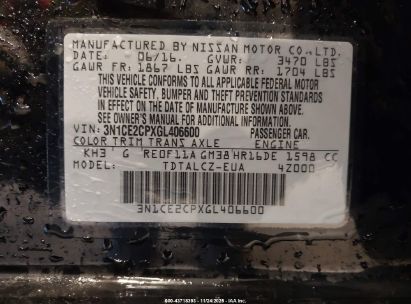 MANUFACTURED BY NISSAN MOTOR CO.,LTD.
DATE: 06/16. GVWR: 3470 LBS
GAWR FR: 1867 LBS GAWR RR: 1704 LBS
THIS VEHICLE CONFORMS TO ALL APPLICABLE FEDERAL MOTOR
VEHICLE SAFETY, BUMPER AND THEFT PREVENTION STANDARDS
IN EFFECT ON THE DATE OF MANUFACTURE SHOWN ABOVE.
SEE OWNER'S MANUAL FOR ADDITIONAL INFORMATION.
VIN: 3N1CE2CPXGL406600 PASSENGER CAR.
COLOR TRIM TRANS AXLE ENGINE
KH3 G RE0F11A GM38 HR16DE 1598 CC
MODEL: TDTALCZ-EUA 4Z000
3N1CE2CPXGL406600